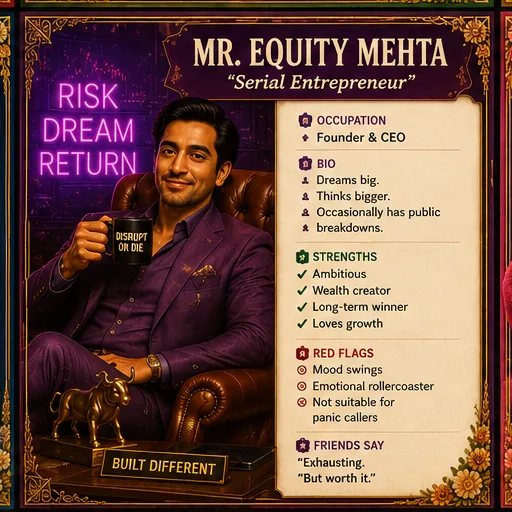 MR. EQUITY MEHTA
“Serial Entrepreneur”
RISK
DREAM
RETURN
DISRUPT
OR DIE
BUILT DIFFERENT
OCCUPATION
Founder & CEO
BIO
Dreams big.
Thinks bigger.
Occasionally has public
breakdowns.
STRENGTHS
Ambitious
Wealth creator
Long-term winner
Loves growth
RED FLAGS
Mood swings
Emotional rollercoaster
Not suitable for
panic callers
FRIENDS SAY
“Exhausting.
“But worth it.”